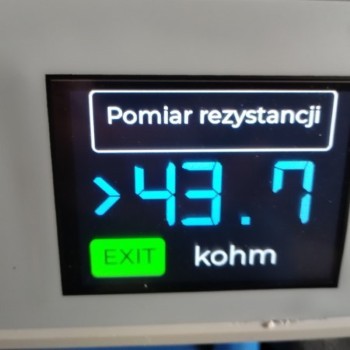 Pomiar rezystancji
>43.7
EXIT kohm